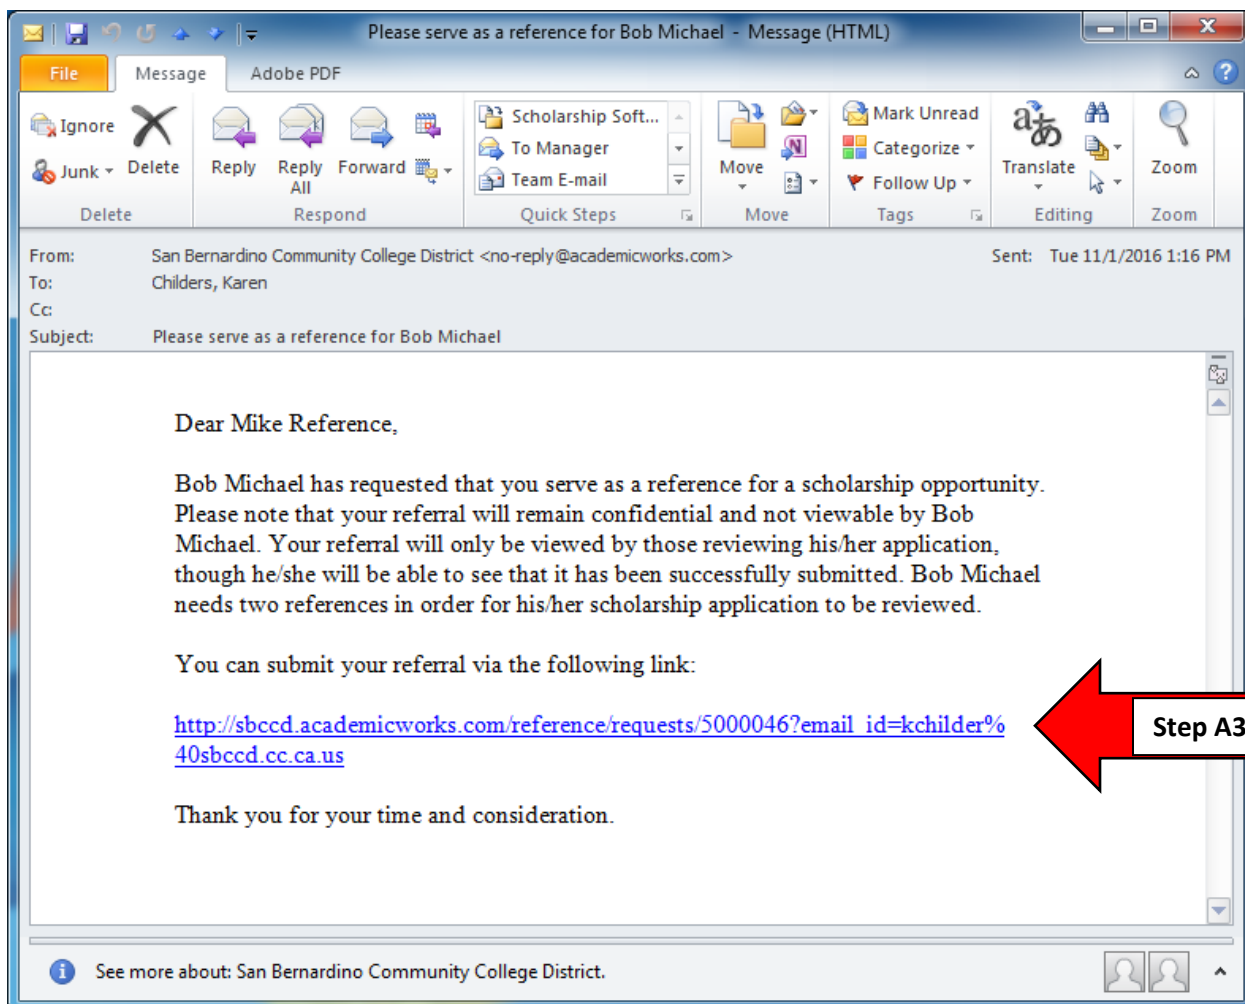 Please serve as a reference for Bob Michael - Message (HTML)
File Message Adobe PDF
Ignore
Junk
Delete
Reply
Reply All
Forward
Scholarship Soft...
To Manager
Team E-mail
Move
Mark Unread
Categorize
Follow Up
Translate
Zoom
Delete Respond Quick Steps Move Tags Editing Zoom
From: San Bernardino Community College District <no-reply@academicworks.com> Sent: Tue 11/1/2016 1:16 PM
To: Childers, Karen
Cc:
Subject: Please serve as a reference for Bob Michael
Dear Mike Reference,
Bob Michael has requested that you serve as a reference for a scholarship opportunity.
Please note that your referral will remain confidential and not viewable by Bob
Michael. Your referral will only be viewed by those reviewing his/her application,
though he/she will be able to see that it has been successfully submitted. Bob Michael
needs two references in order for his/her scholarship application to be reviewed.
You can submit your referral via the following link:
http://sbccd.academicworks.com/reference/requests/5000046?email_id=kchilder%
40sbccd.cc.ca.us
Step A3
Thank you for your time and consideration.
See more about: San Bernardino Community College District.